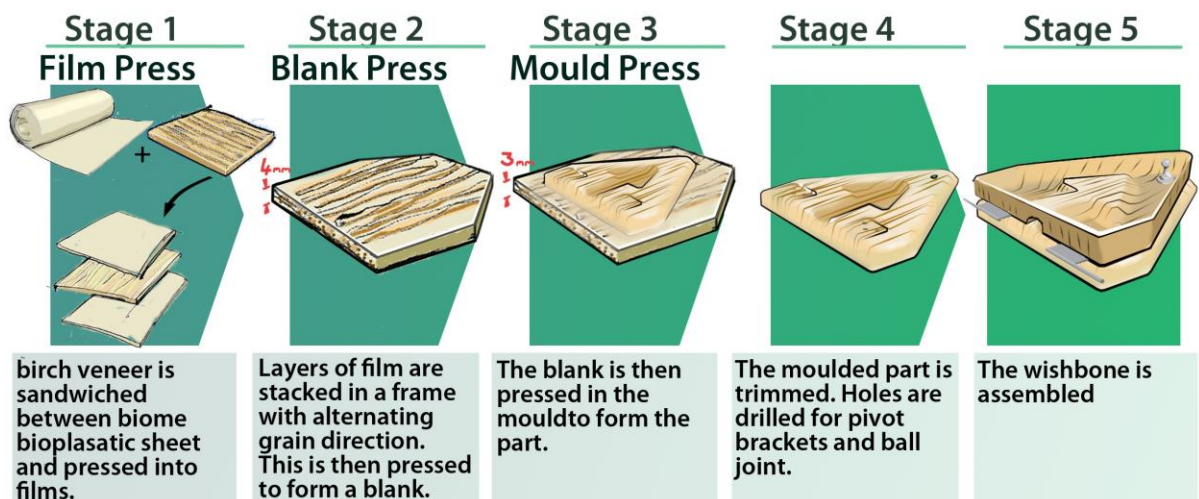 Stage 1
Film Press
+
birch veneer is
sandwiched
between biome
bioplasatic sheet
and pressed into
films.
Stage 2
Blank Press
4mm
Layers of film are
stacked in a frame
with alternating
grain direction.
This is then pressed
to form a blank.
Stage 3
Mould Press
3mm
The blank is then
pressed in the
mouldto form the
part.
Stage 4
The moulded part is
trimmed. Holes are
drilled for pivot
brackets and ball
joint.
Stage 5
The wishbone is
assembled